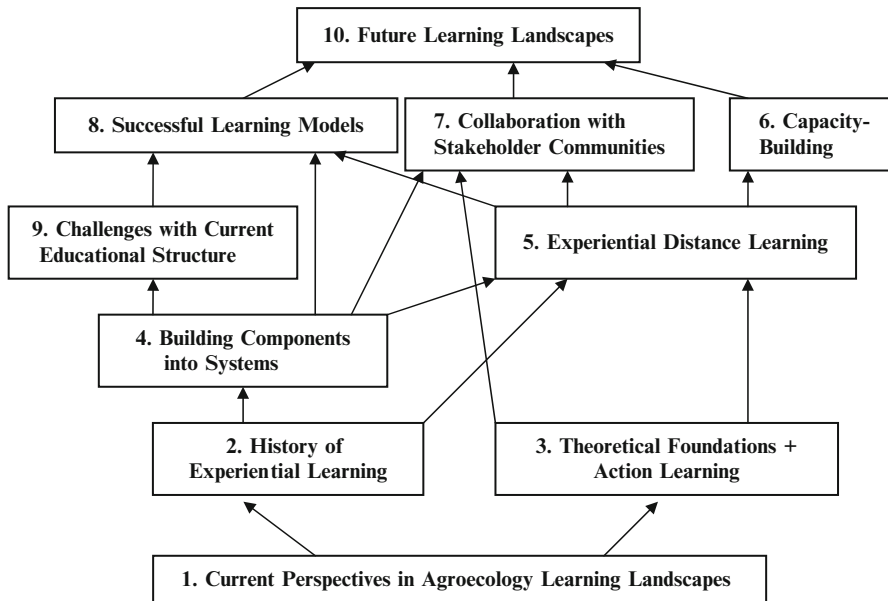 10. Future Learning Landscapes
8. Successful Learning Models
7. Collaboration with
Stakeholder Communities
6. Capacity-
Building
9. Challenges with Current
Educational Structure
5. Experiential Distance Learning
4. Building Components
into Systems
2. History of
Experiential Learning
3. Theoretical Foundations +
Action Learning
1. Current Perspectives in Agroecology Learning Landscapes